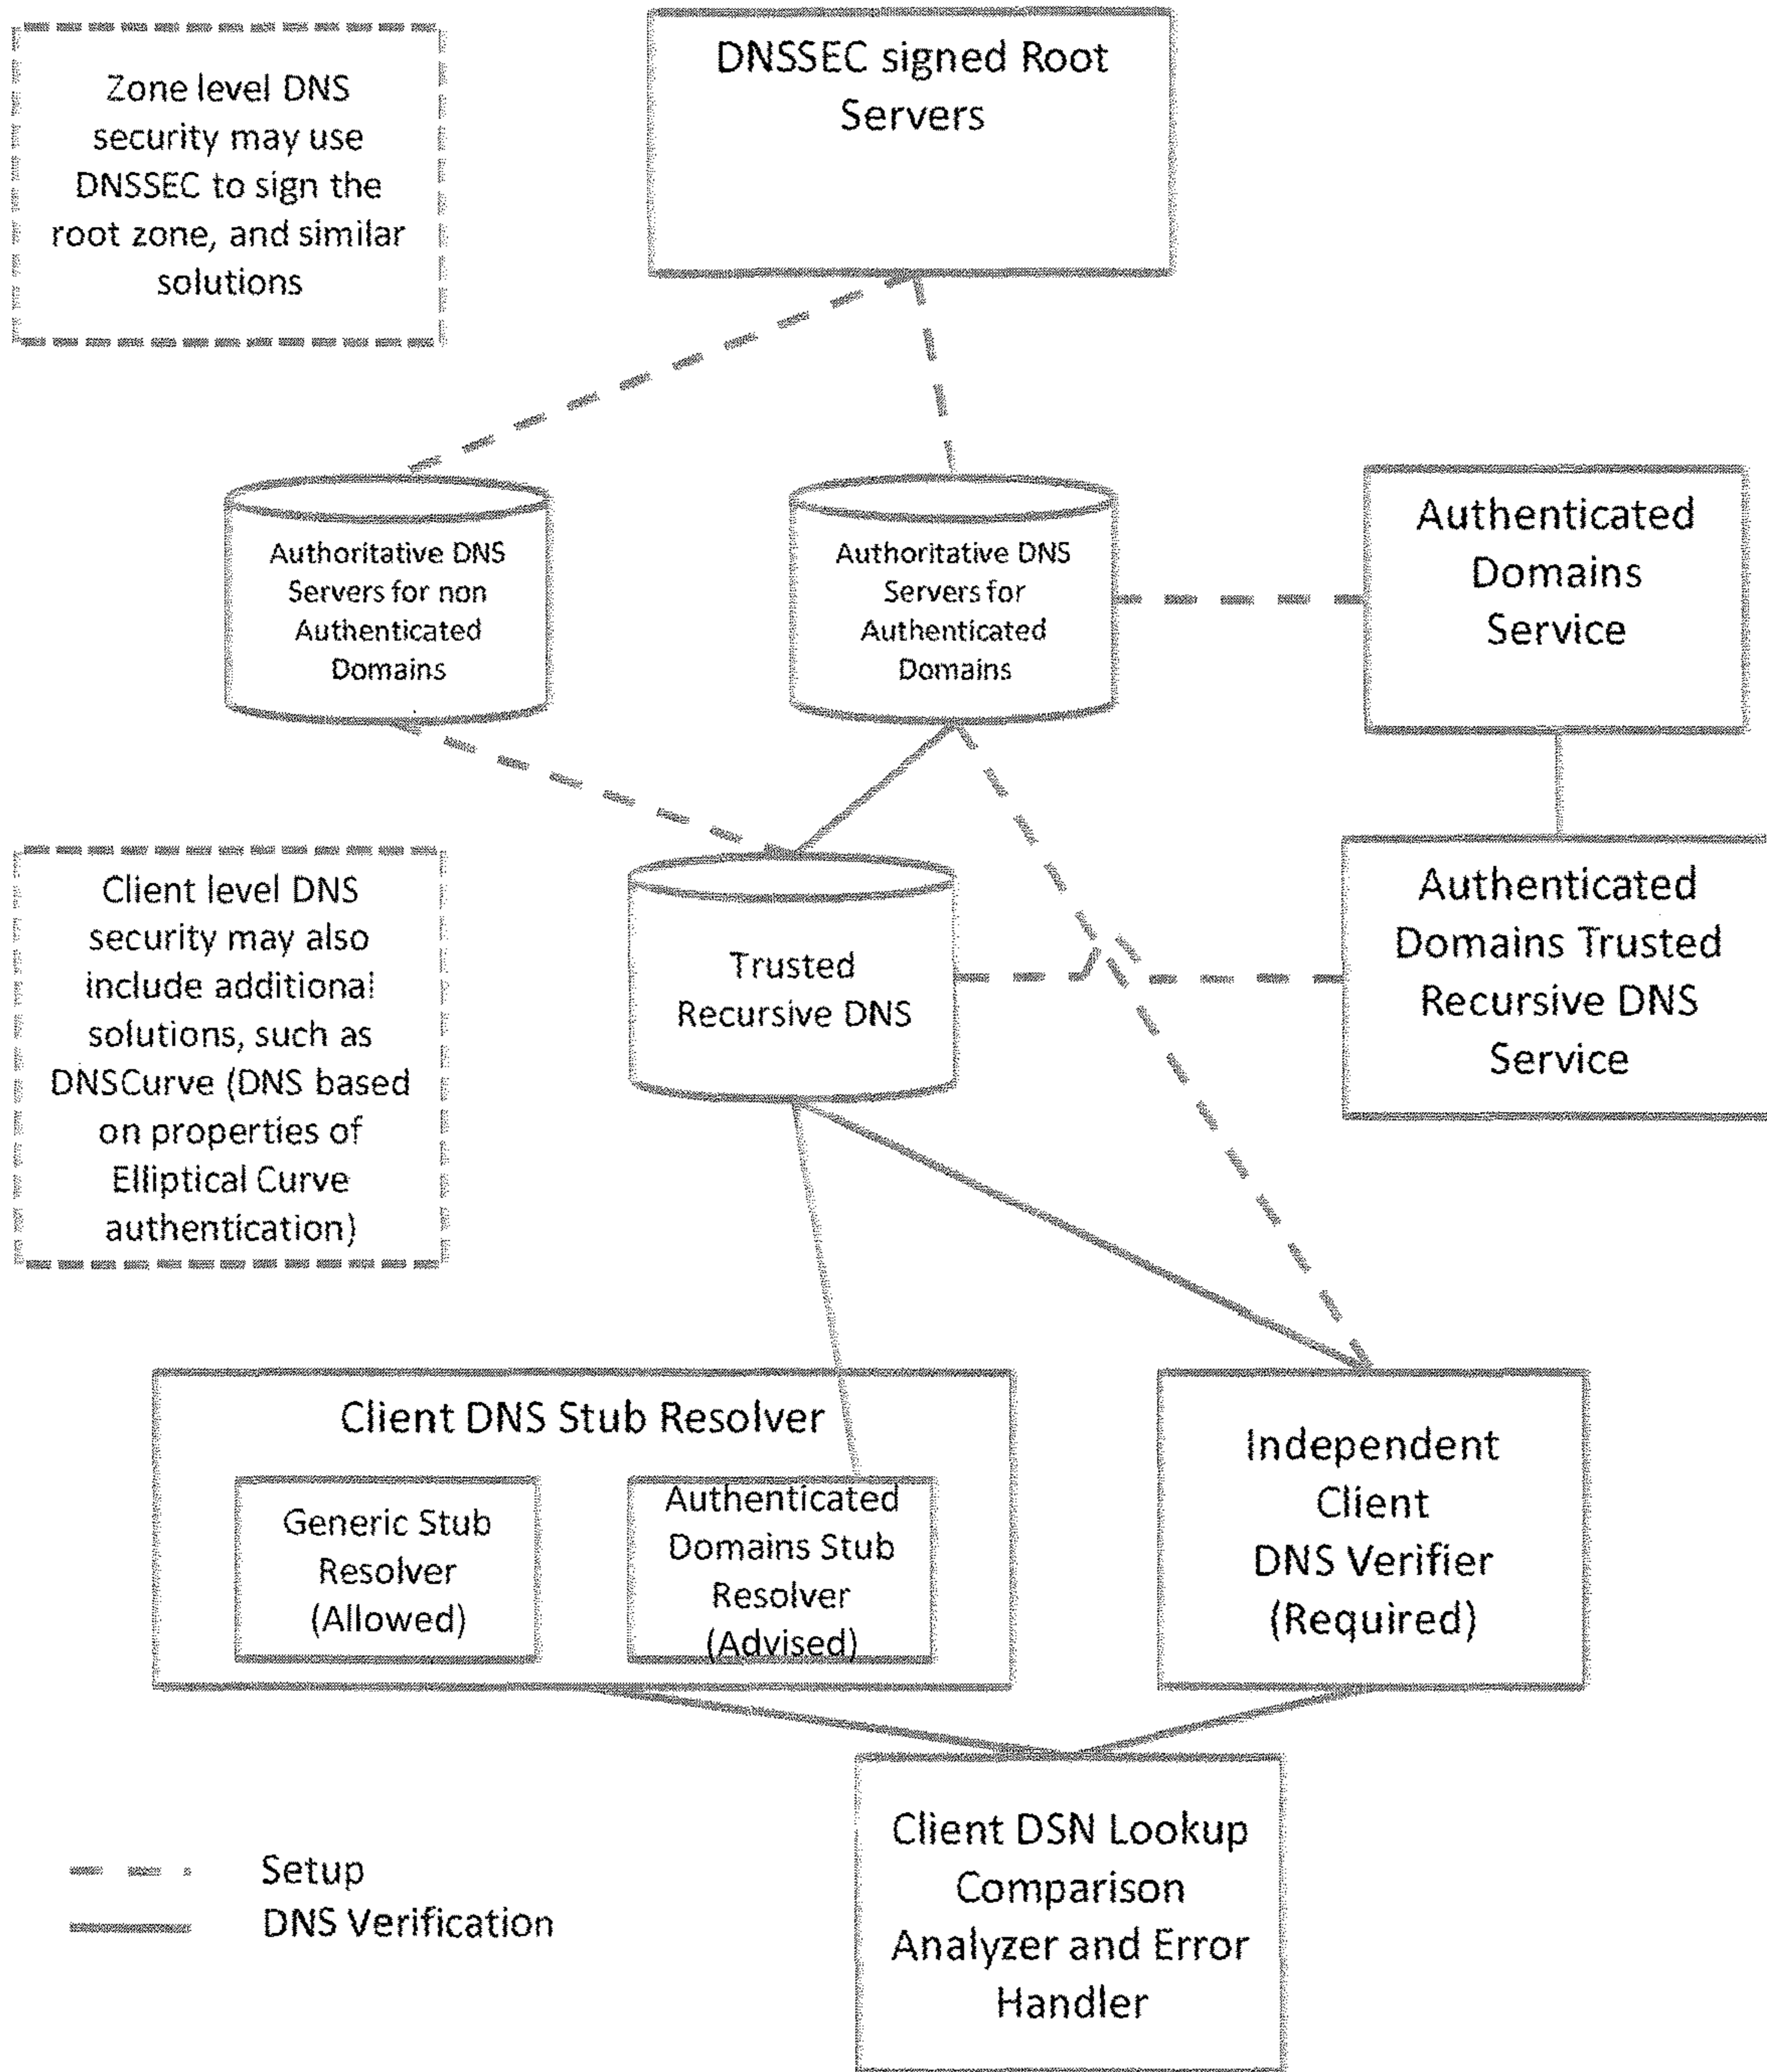 Zone level DNS
security may use
DNSSEC to sign the
root zone, and similar
solutions
DNSSEC signed Root
Servers
Authoritative DNS
Servers for non
Authenticated
Domains
Authoritative DNS
Servers for
Authenticated
Domains
Authenticated
Domains
Service
Client level DNS
security may also
include additional
solutions, such as
DNSCurve (DNS based
on properties of
Elliptical Curve
authentication)
Trusted
Recursive DNS
Authenticated
Domains Trusted
Recursive DNS
Service
Client DNS Stub Resolver
Generic Stub
Resolver
(Allowed)
Authenticated
Domains Stub
Resolver
(Advised)
Independent
Client
DNS Verifier
(Required)
Client DSN Lookup
Comparison
Analyzer and Error
Handler
Setup
DNS Verification